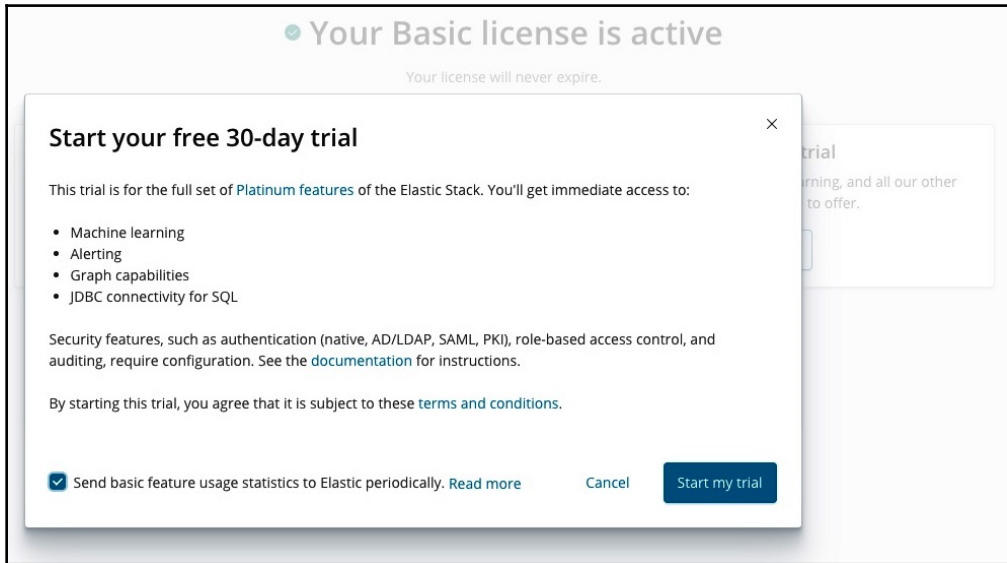 Your Basic license is active
Your license will never expire.
Start your free 30-day trial
trial
This trial is for the full set of Platinum features of the Elastic Stack. You'll get immediate access to:
rning, and all our other
to offer.
• Machine learning
• Alerting
• Graph capabilities
• JDBC connectivity for SQL
Security features, such as authentication (native, AD/LDAP, SAML, PKI), role-based access control, and
auditing, require configuration. See the documentation for instructions.
By starting this trial, you agree that it is subject to these terms and conditions.
Send basic feature usage statistics to Elastic periodically. Read more
Cancel
Start my trial